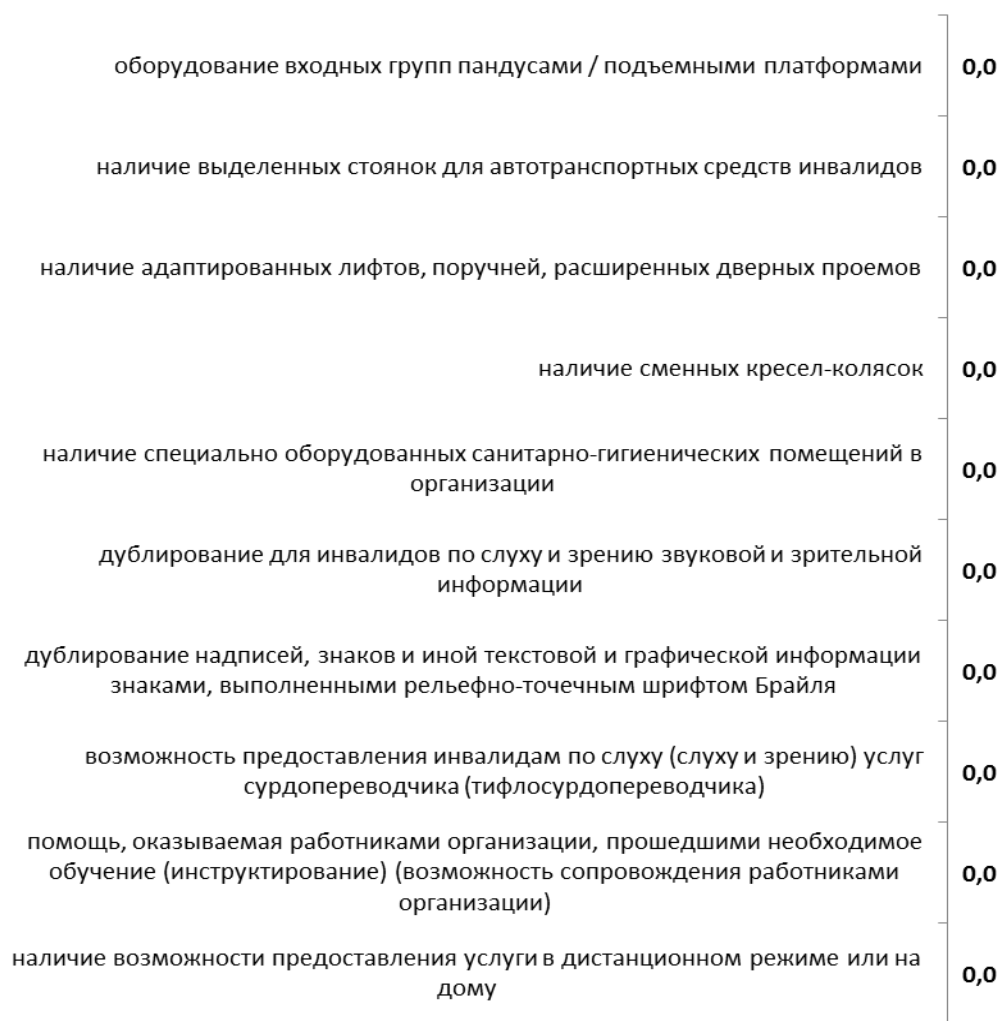 оборудование входных групп пандусами / подъемными платформами
0,0
наличие выделенных стоянок для автотранспортных средств инвалидов
0,0
наличие адаптированных лифтов, поручней, расширенных дверных проемов
0,0
наличие сменных кресел-колясок
0,0
наличие специально оборудованных санитарно-гигиенических помещений в
организации
0,0
дублирование для инвалидов по слуху и зрению звуковой и зрительной
информации
0,0
дублирование надписей, знаков и иной текстовой и графической информации
знаками, выполненными рельефно-точечным шрифтом Брайля
0,0
возможность предоставления инвалидам по слуху (слуху и зрению) услуг
сурдопереводчика (тифлосурдопереводчика)
0,0
помощь, оказываемая работниками организации, прошедшими необходимое
обучение (инструктирование) (возможность сопровождения работниками
организации)
0,0
наличие возможности предоставления услуги в дистанционном режиме или на
дому
0,0